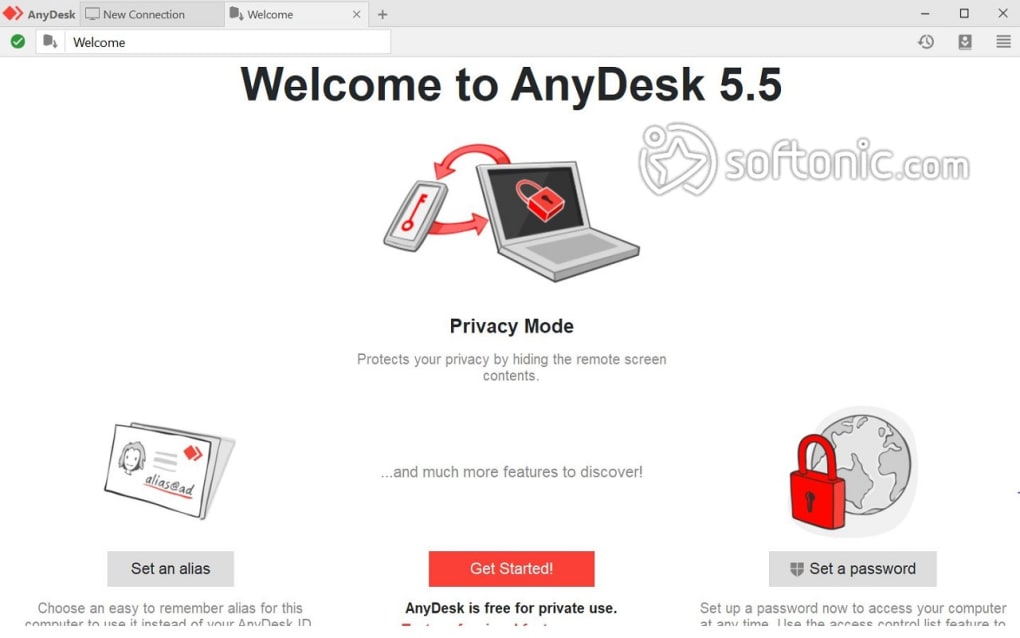 AnyDesk
New Connection
Welcome
Welcome
Welcome to AnyDesk 5.5
softonic.com
Privacy Mode
Protects your privacy by hiding the remote screen
contents.
alias@ad
...and much more features to discover!
Set an alias
Get Started!
Set a password
Choose an easy to remember alias for this
computer to use it instead of your AnyDesk ID
AnyDesk is free for private use.
Set up a password now to access your computer
at any time. Use the access control list feature to